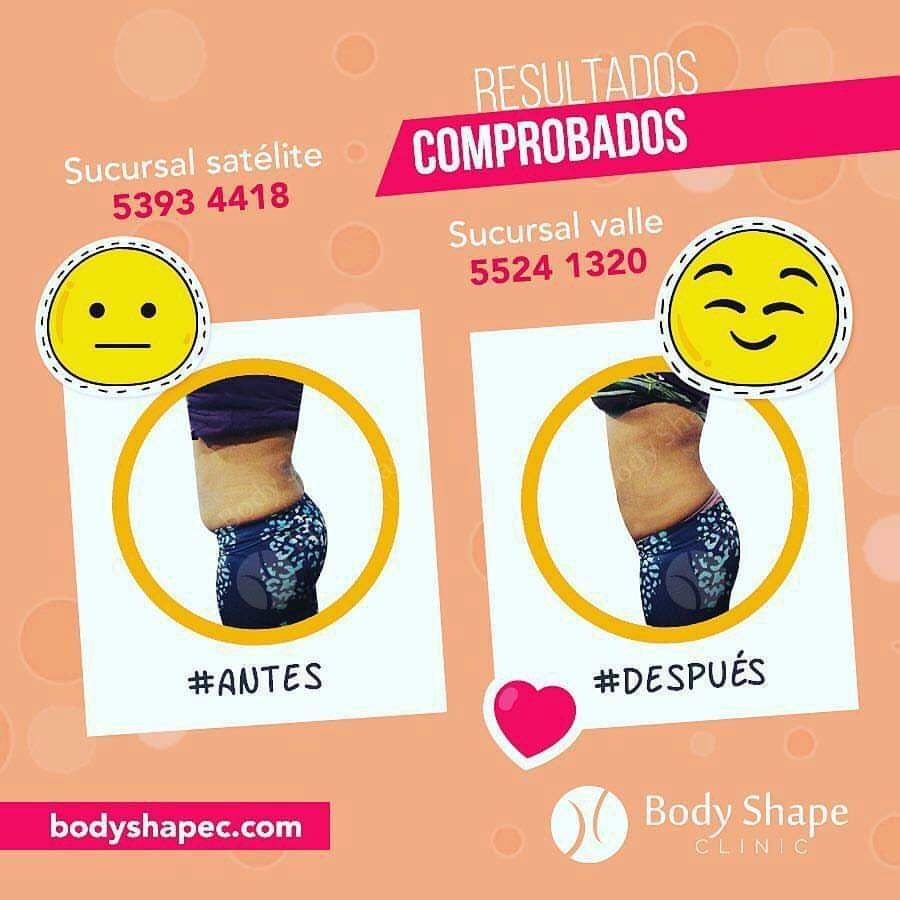 RESULTADOS
COMPROBADOS
Sucursal satélite
5393 4418
Sucursal valle
5524 1320
#ANTES
#DESPUÉS
bodyshapec.com
Body Shape
CLINIC